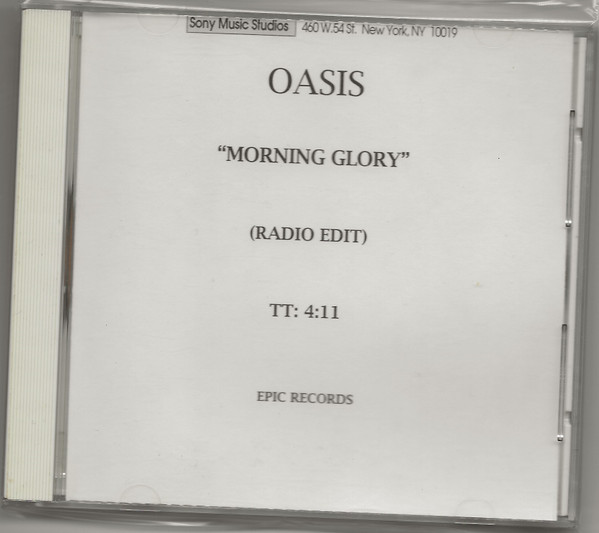 Sony Music Studios 460 W. 54 St. New York, NY 10019
OASIS
“MORNING GLORY”
(RADIO EDIT)
TT: 4:11
EPIC RECORDS